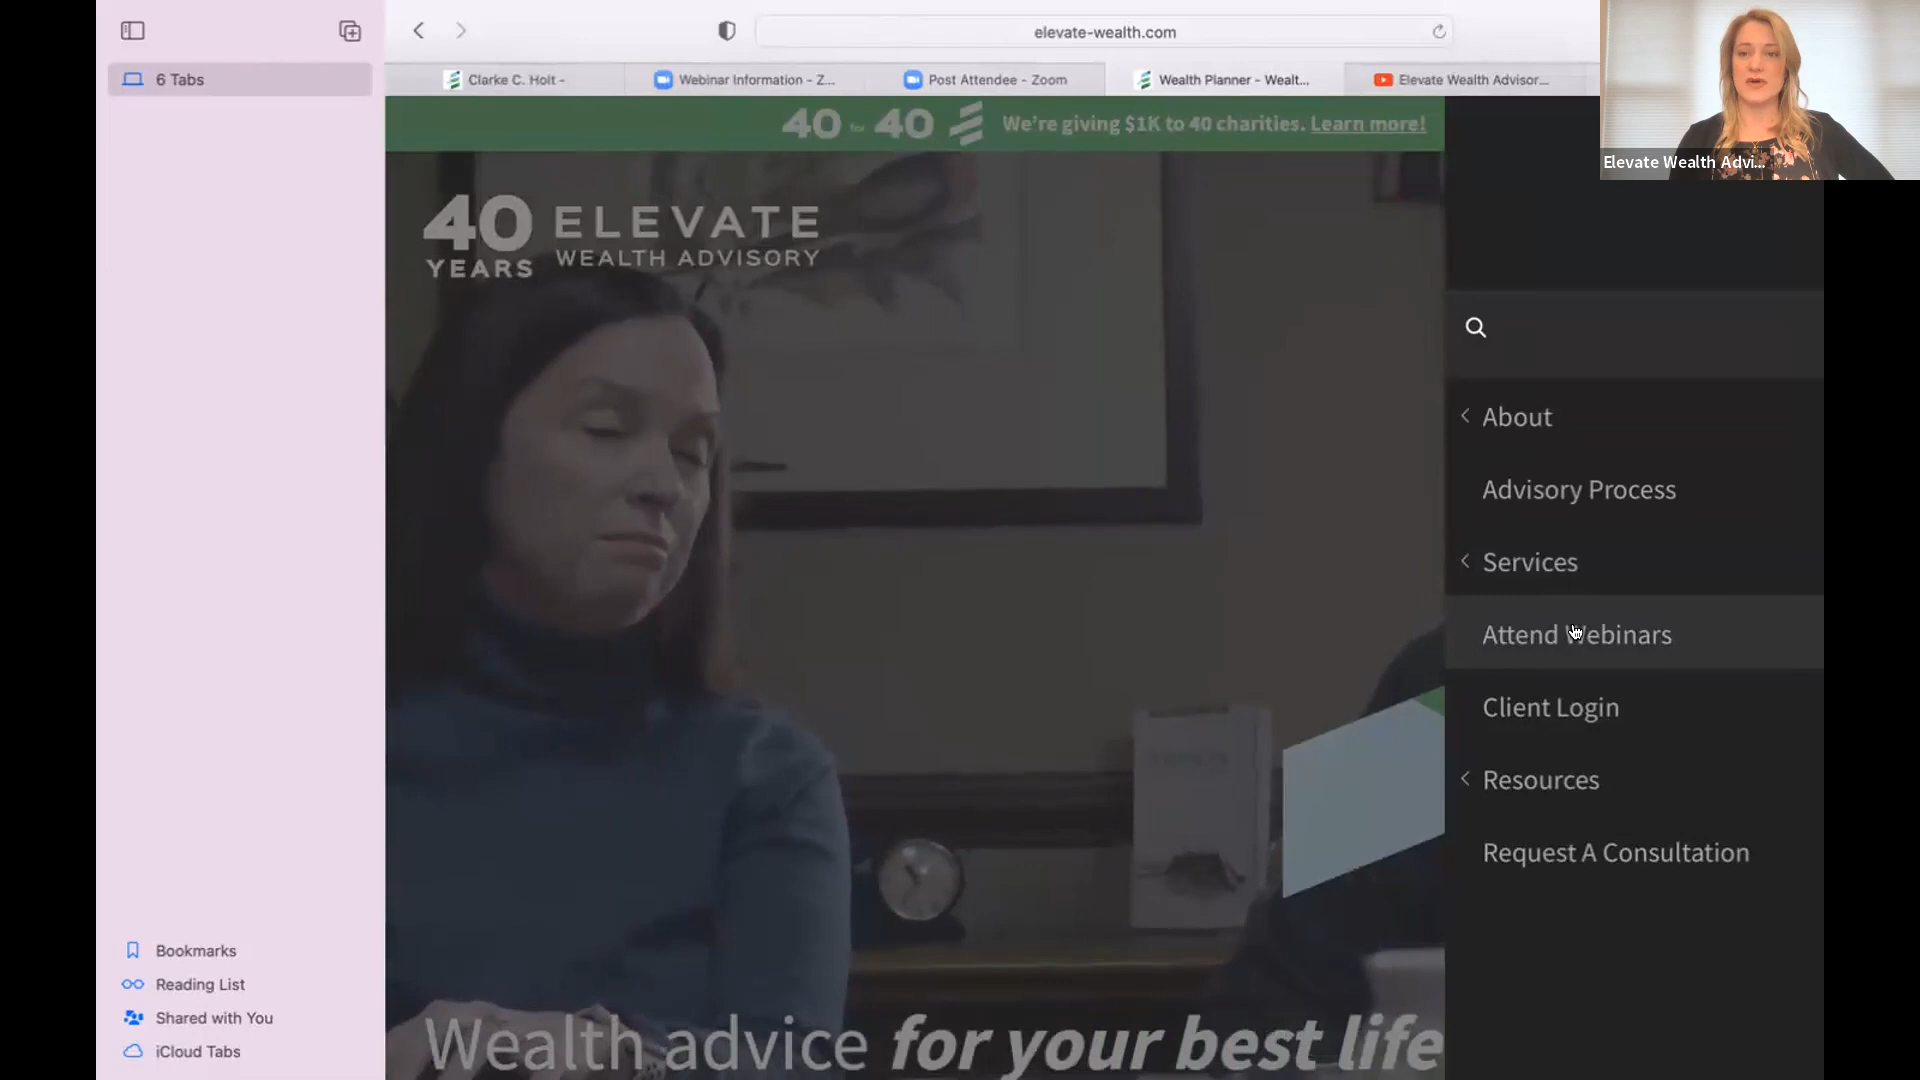 elevate-wealth.com
6 Tabs
Clarke C. Holt -
Webinar Information - Z...
Post Attendee - Zoom
Wealth Planner - Wealt...
Elevate Wealth Advisor...
40 for 40 We're giving $1K to 40 charities. Learn more!
Elevate Wealth Advi...
40 YEARS
ELEVATE
WEALTH ADVISORY
About
Advisory Process
Services
Attend Webinars
Client Login
Resources
Request A Consultation
Bookmarks
Reading List
Shared with You
iCloud Tabs
Wealth advice for your best life